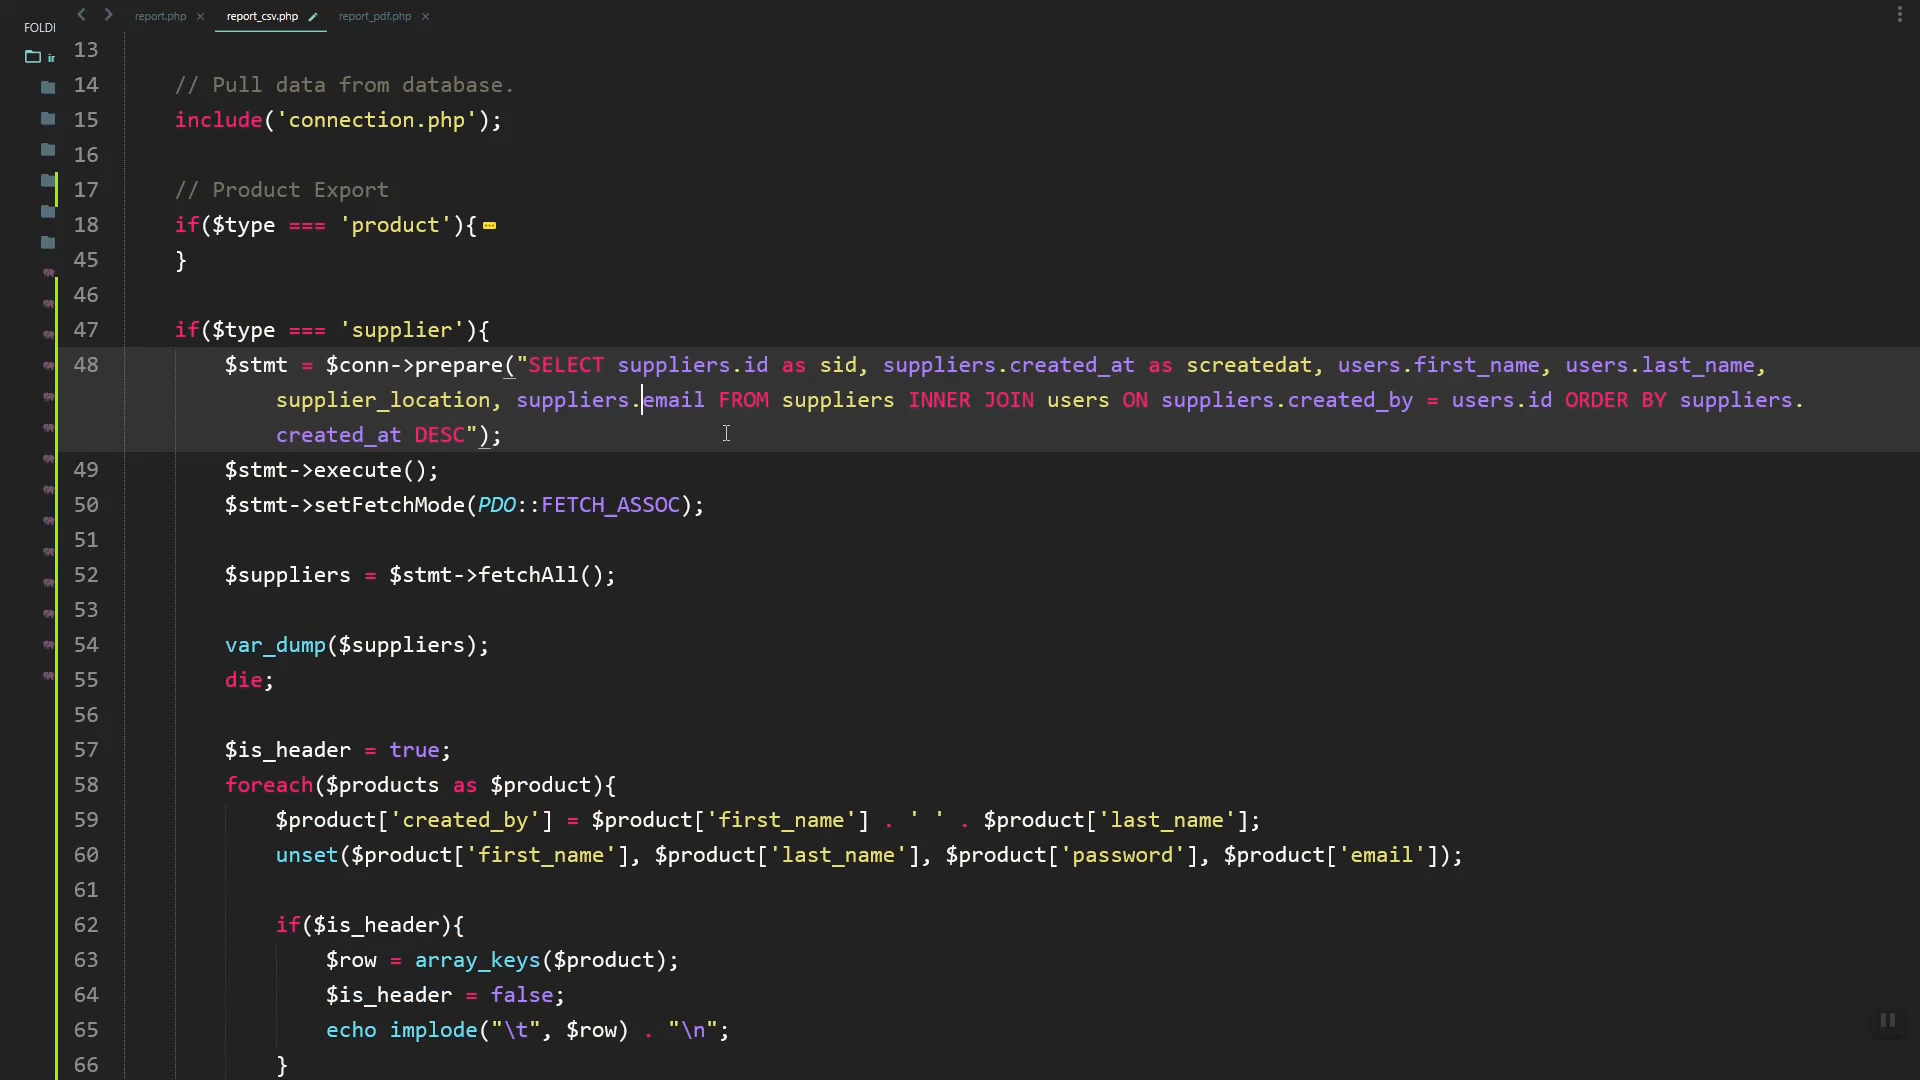 report.php × report_csv.php report_pdf.php ×
FOLDI
ir
13
14 // Pull data from database.
15 include('connection.php');
16
17 // Product Export
18 if($type === 'product'){
45 }
46
47 if($type === 'supplier'){
48 $stmt = $conn->prepare("SELECT suppliers.id as sid, suppliers.created_at as screatedat, users.first_name, users.last_name,
supplier_location, suppliers.email FROM suppliers INNER JOIN users ON suppliers.created_by = users.id ORDER BY suppliers.
created_at DESC");
49 $stmt->execute();
50 $stmt->setFetchMode(PDO::FETCH_ASSOC);
51
52 $suppliers = $stmt->fetchAll();
53
54 var_dump($suppliers);
55 die;
56
57 $is_header = true;
58 foreach($products as $product){
59 $product['created_by'] = $product['first_name'] . ' ' . $product['last_name'];
60 unset($product['first_name'], $product['last_name'], $product['password'], $product['email']);
61
62 if($is_header){
63 $row = array_keys($product);
64 $is_header = false;
65 echo implode("\t", $row) . "\n";
66 }